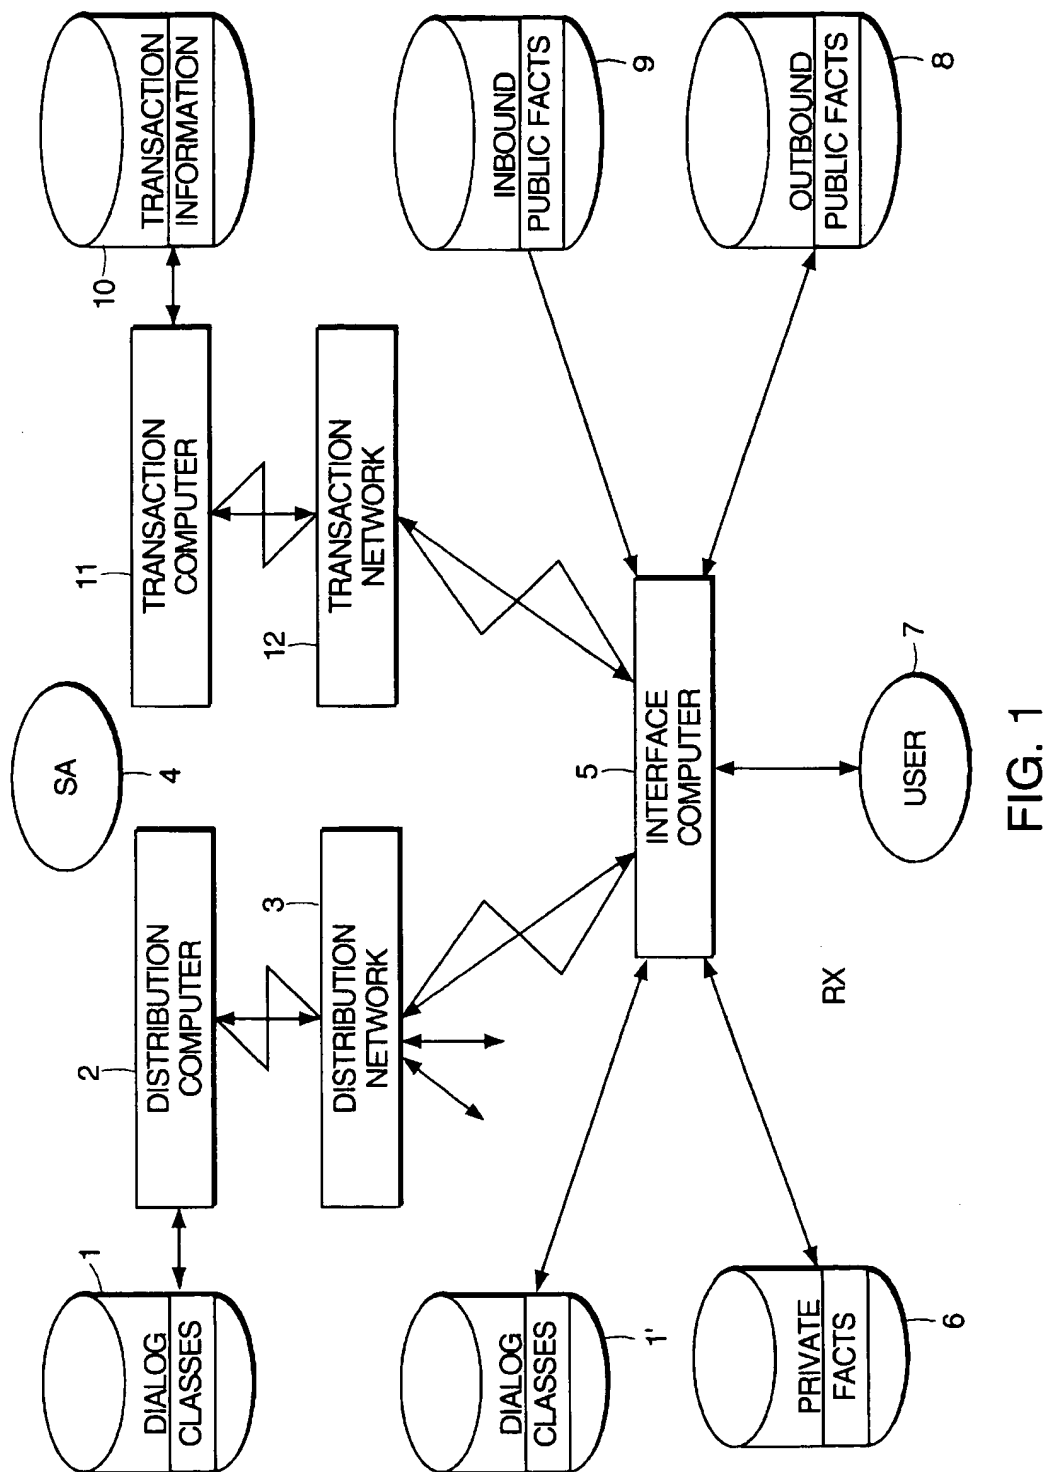 SA
4
1
DIALOG
CLASSES
2
DISTRIBUTION
COMPUTER
11
TRANSACTION
COMPUTER
10
TRANSACTION
INFORMATION
3
DISTRIBUTION
NETWORK
12
TRANSACTION
NETWORK
DIALOG
CLASSES
1'
INBOUND
PUBLIC FACTS
9
5
INTERFACE
COMPUTER
PRIVATE
FACTS
6
RX
OUTBOUND
PUBLIC FACTS
8
USER
7
FIG. 1